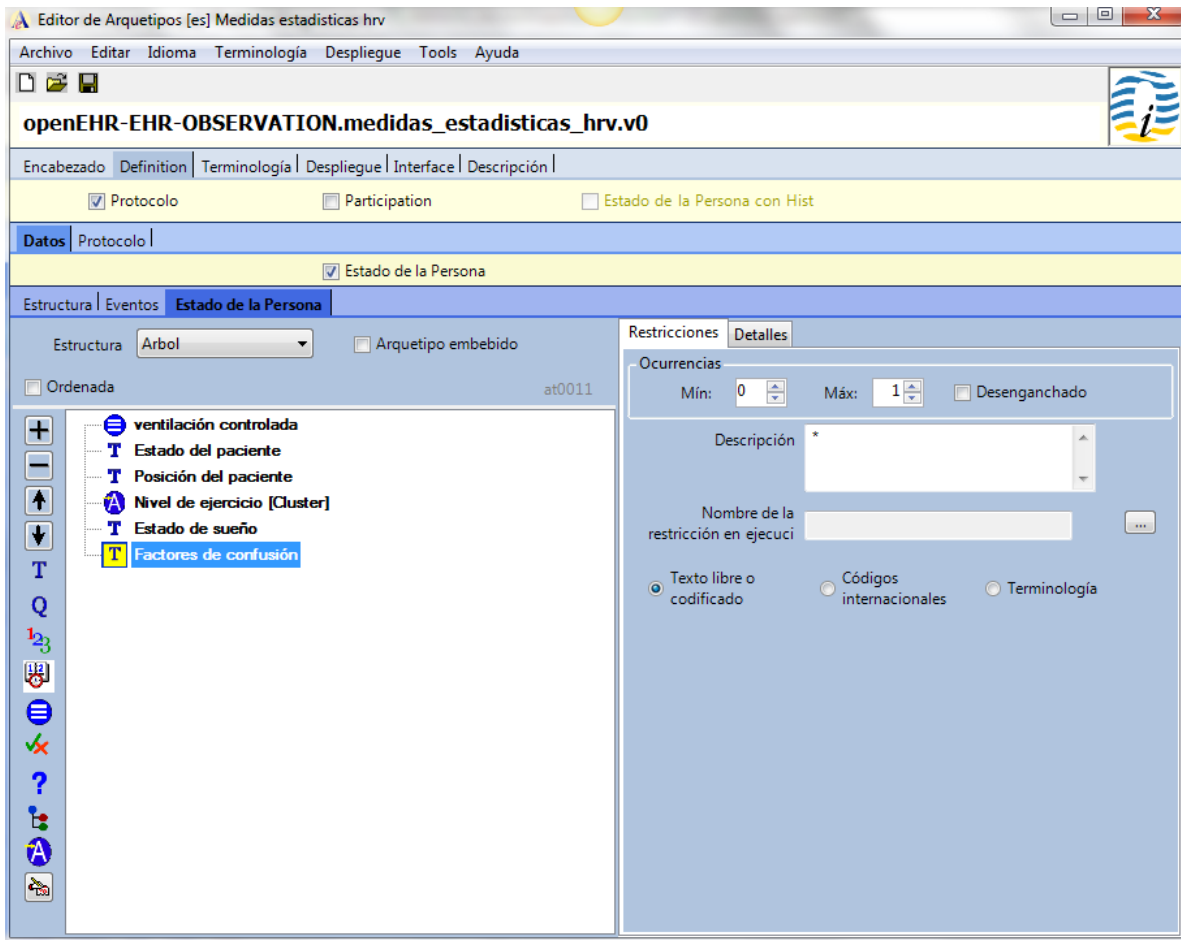 Editor de Arquetipos [es] Medidas estadisticas hrv
Archivo Editar Idioma Terminología Despliegue Tools Ayuda
openEHR-EHR-OBSERVATION.medidas_estadisticas_hrv.v0
Encabezado Definition Terminología Despliegue Interface Descripción
Protocolo Participation Estado de la Persona con Hist
Datos Protocolo
Estado de la Persona
Estructura Eventos Estado de la Persona
Estructura Arbol Arquetipo embebido
Ordenada at0011
ventilación controlada
T Estado del paciente
T Posición del paciente
A Nivel de ejercicio [Cluster]
T Estado de sueño
T Factores de confusión
T
Q
123
?
A
Restricciones Detalles
Ocurrencias
Mín: 0 Máx: 1 Desenganchado
Descripción *
Nombre de la
restricción en ejecuci ...
Texto libre o
codificado
Códigos
internacionales
Terminología